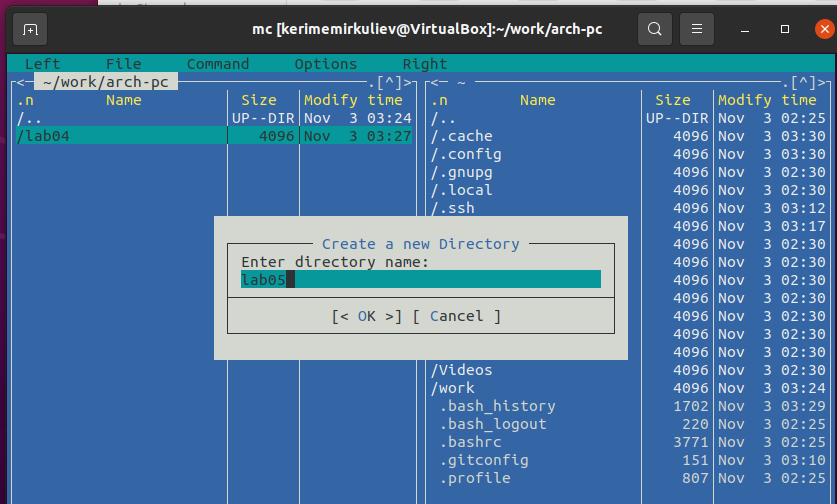 mc [kerimemirkuliev@VirtualBox]:~/work/arch-pc
Left File Command Options Right
<─ ~/work/arch-pc ─.[^]>
.n Name Size Modify time
/.. UP--DIR Nov 3 03:24
/lab04 4096 Nov 3 03:27
<─ ~ ─.[^]>
.n Name Size Modify time
/.. UP--DIR Nov 3 02:25
/.cache 4096 Nov 3 03:30
/.config 4096 Nov 3 03:30
/.gnupg 4096 Nov 3 02:30
/.local 4096 Nov 3 02:30
/.ssh 4096 Nov 3 03:12
4096 Nov 3 03:17
4096 Nov 3 02:30
4096 Nov 3 02:30
4096 Nov 3 02:30
4096 Nov 3 02:30
4096 Nov 3 02:30
4096 Nov 3 02:30
4096 Nov 3 02:30
/Videos 4096 Nov 3 02:30
/work 4096 Nov 3 03:24
.bash_history 1702 Nov 3 03:29
.bash_logout 220 Nov 3 02:25
.bashrc 3771 Nov 3 02:25
.gitconfig 151 Nov 3 03:10
.profile 807 Nov 3 02:25
Create a new Directory
Enter directory name:
lab05
[< OK >] [ Cancel ]